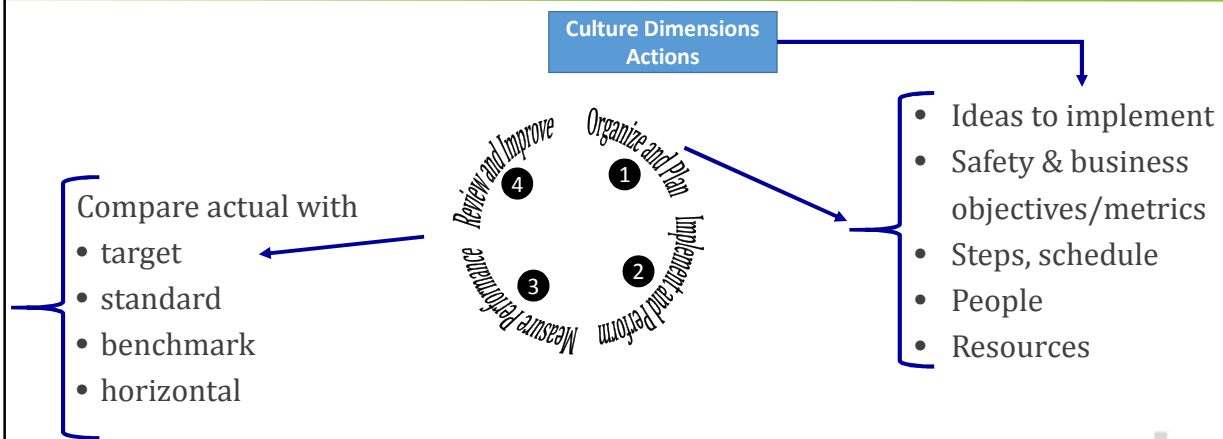 Culture Dimensions
Actions
• Ideas to implement
• Safety & business
objectives/metrics
• Steps, schedule
• People
• Resources
Organize and Plan
1
Implement and Perform
2
Measure Performance
3
Review and Improve
4
Compare actual with
• target
• standard
• benchmark
• horizontal